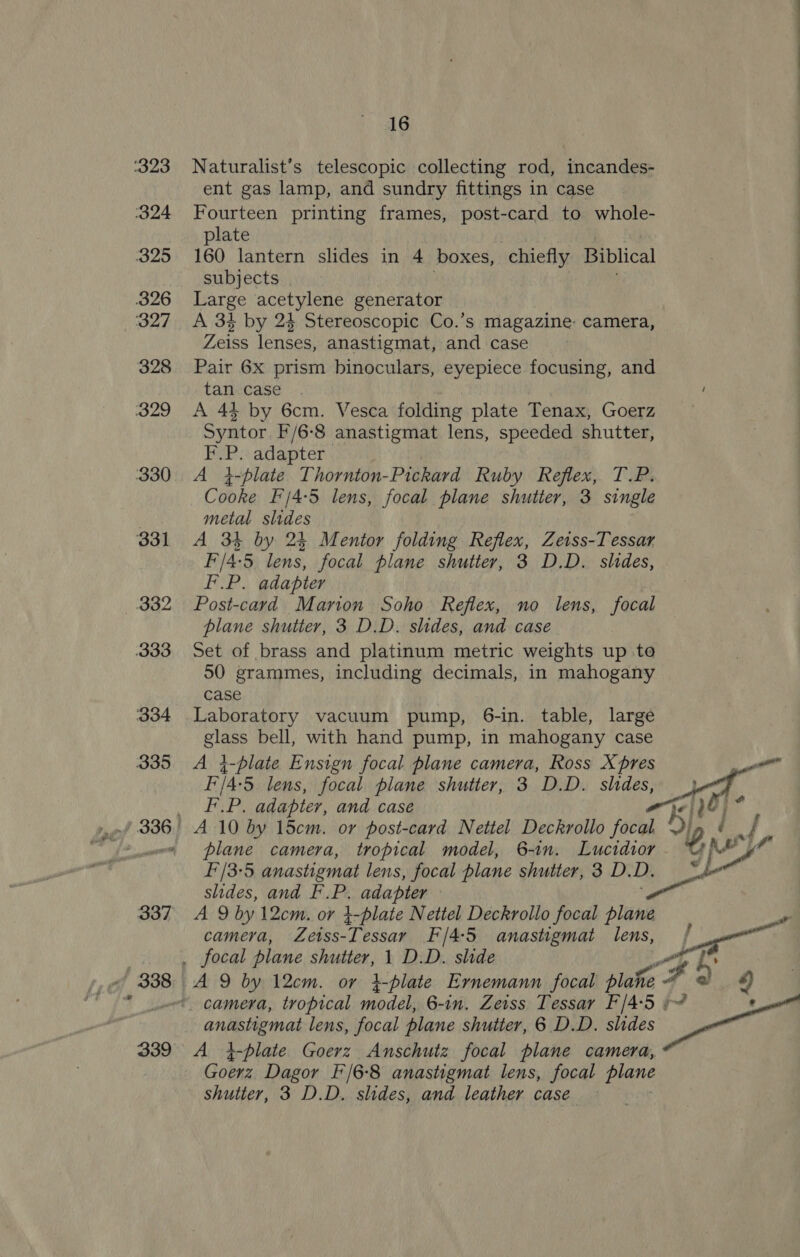 16
323 Naturalist's telescopic collecting rod, incandes-
ent gas lamp, and sundry fittings in case
324 Fourteen printing frames, post-card to whole-
plate
325 160 lantern slides in 4 boxes, chiefly Biblical
subjects
326 Large acetylene generator
327 A 3½ by 2½ Stereoscopic Co.'s magazine camera,
Zeiss lenses, anastigmat, and case
328 Pair 6x prism binoculars, eyepiece focusing, and
tan case
329 A 4½ by 6cm. Vesca folding plate Tenax, Goerz
Syntor F/6·8 anastigmat lens, speeded shutter,
F.P. adapter
330 A ¼-plate Thornton-Pickard Ruby Reflex, T.P.
Cooke F/4·5 lens, focal plane shutter, 3 single
metal slides
331 A 3½ by 2½ Mentor folding Reflex, Zeiss-Tessar
F/4·5 lens, focal plane shutter, 3 D.D. slides,
F.P. adapter
332 Post-card Marion Soho Reflex, no lens, focal
plane shutter, 3 D.D. slides, and case
333 Set of brass and platinum metric weights up to
50 grammes, including decimals, in mahogany
case
334 Laboratory vacuum pump, 6-in. table, large
glass bell, with hand pump, in mahogany case
335 A ¼-plate Ensign focal plane camera, Ross Xpres
F/4·5 lens, focal plane shutter, 3 D.D. slides,
F.P. adapter, and case
336 A 10 by 15cm. or post-card Nettel Deckrollo focal
plane camera, tropical model, 6-in. Lucidior
F/3·5 anastigmat lens, focal plane shutter, 3 D.D.
slides, and F.P. adapter
337 A 9 by 12cm. or ¼-plate Nettel Deckrollo focal plane
camera, Zeiss-Tessar F/4·5 anastigmat lens,
focal plane shutter, 1 D.D. slide
338 A 9 by 12cm. or ¼-plate Ernemann focal plane
camera, tropical model, 6-in. Zeiss Tessar F/4·5
anastigmat lens, focal plane shutter, 6 D.D. slides
339 A ¼-plate Goerz Anschutz focal plane camera,
Goerz Dagor F/6·8 anastigmat lens, focal plane
shutter, 3 D.D. slides, and leather case